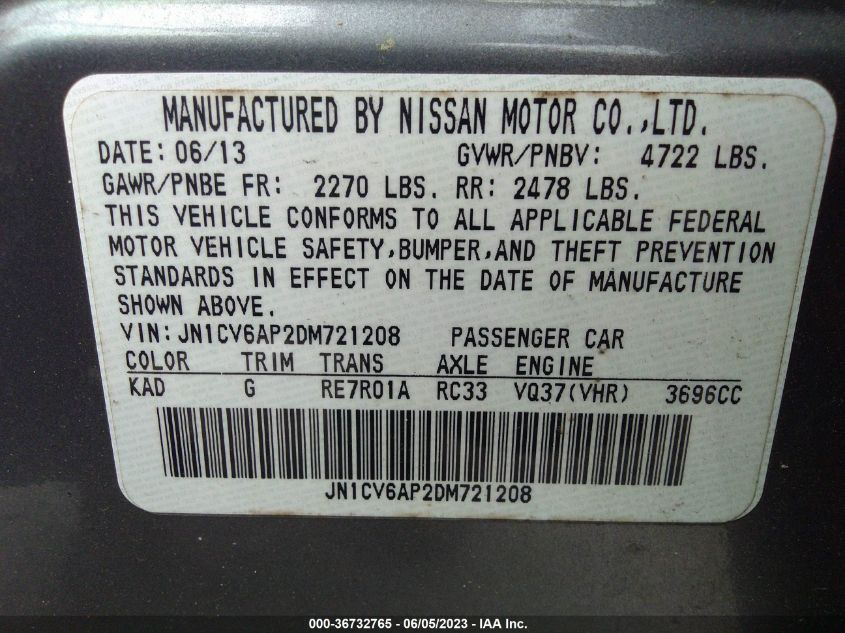 MANUFACTURED BY NISSAN MOTOR CO.,LTD.
DATE: 06/13 GVWR/PNBV: 4722 LBS.
GAWR/PNBE FR: 2270 LBS. RR: 2478 LBS.
THIS VEHICLE CONFORMS TO ALL APPLICABLE FEDERAL
MOTOR VEHICLE SAFETY,BUMPER,AND THEFT PREVENTION
STANDARDS IN EFFECT ON THE DATE OF MANUFACTURE
SHOWN ABOVE.
VIN:JN1CV6AP2DM721208 PASSENGER CAR
COLOR TRIM TRANS AXLE ENGINE
KAD G RE7R01A RC33 VQ37(VHR) 3696CC
JN1CV6AP2DM721208
000-36732765 - 06/05/2023 - IAA Inc.